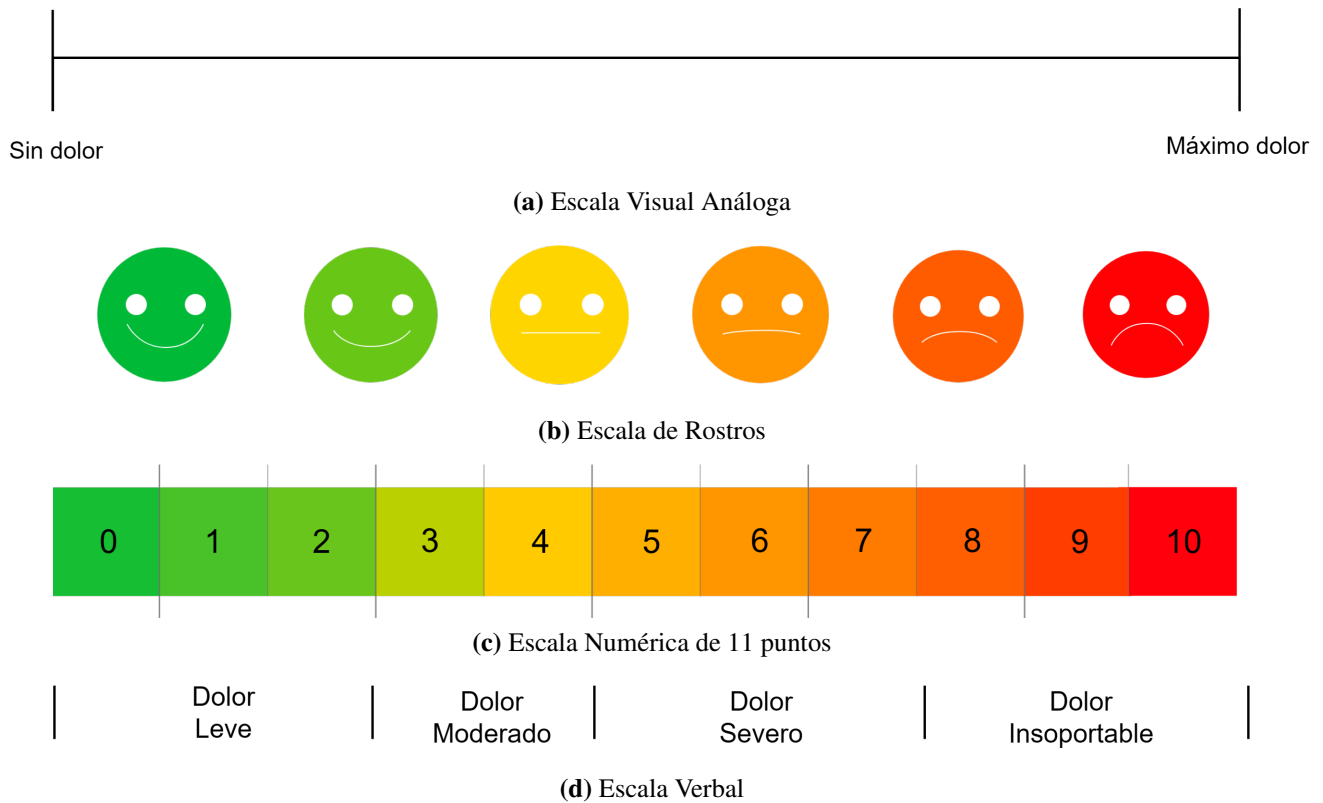 Sin dolor
Máximo dolor
(a) Escala Visual Análoga
(b) Escala de Rostros
0 1 2 3 4 5 6 7 8 9 10
(c) Escala Numérica de 11 puntos
Dolor Dolor Dolor Dolor
Leve Moderado Severo Insoportable
(d) Escala Verbal